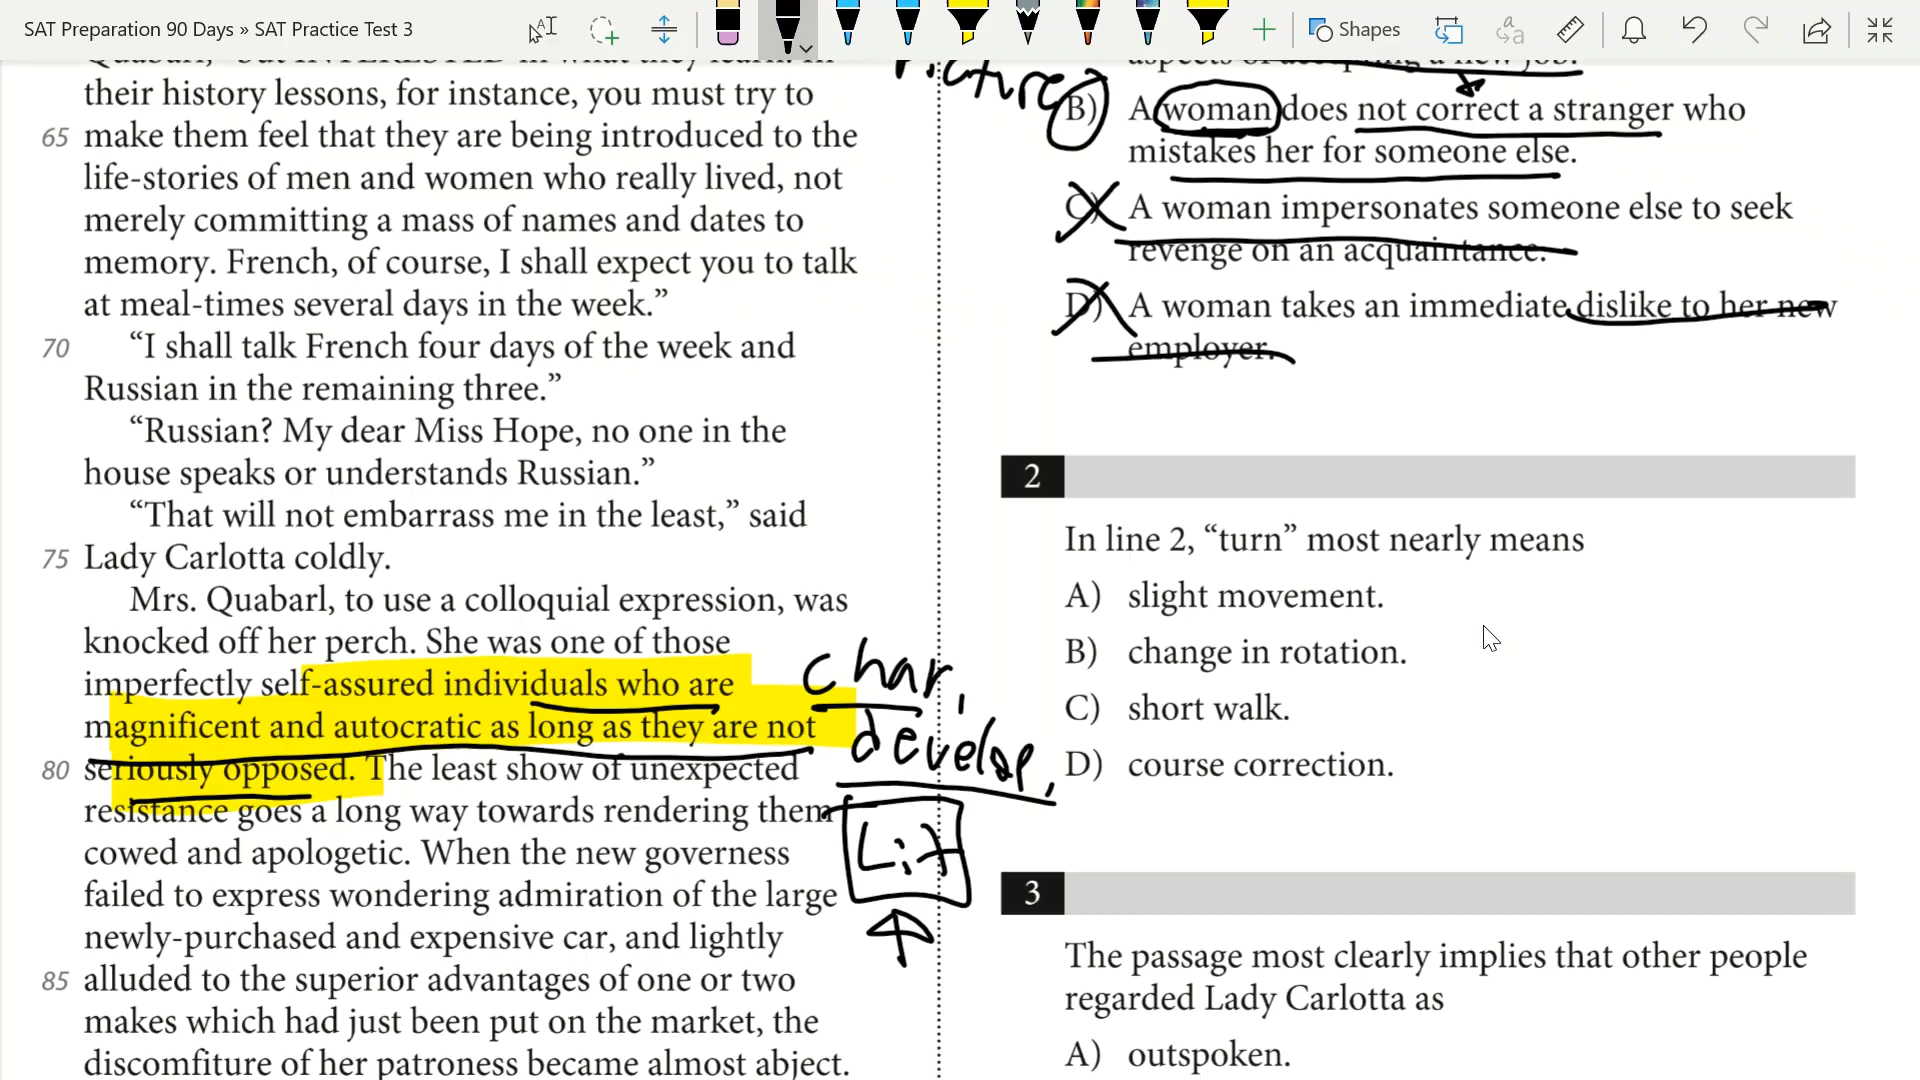 SAT Preparation 90 Days » SAT Practice Test 3
Shapes
Quabarl, "but INTERESTED in what they learn. In
their history lessons, for instance, you must try to
65 make them feel that they are being introduced to the
life-stories of men and women who really lived, not
merely committing a mass of names and dates to
memory. French, of course, I shall expect you to talk
at meal-times several days in the week.”
70 “I shall talk French four days of the week and
Russian in the remaining three.”
“Russian? My dear Miss Hope, no one in the
house speaks or understands Russian.”
“That will not embarrass me in the least,” said
75 Lady Carlotta coldly.
Mrs. Quabarl, to use a colloquial expression, was
knocked off her perch. She was one of those
imperfectly self-assured individuals who are
magnificent and autocratic as long as they are not
80 seriously opposed. The least show of unexpected
resistance goes a long way towards rendering them
cowed and apologetic. When the new governess
failed to express wondering admiration of the large
newly-purchased and expensive car, and lightly
85 alluded to the superior advantages of one or two
makes which had just been put on the market, the
discomfiture of her patroness became almost abject.
char.
develop.
Lit
aspects of accepting a new job.
B) A woman does not correct a stranger who
mistakes her for someone else.
C) A woman impersonates someone else to seek
revenge on an acquaintance.
D) A woman takes an immediate dislike to her new
employer.
2
In line 2, “turn” most nearly means
A) slight movement.
B) change in rotation.
C) short walk.
D) course correction.
3
The passage most clearly implies that other people
regarded Lady Carlotta as
A) outspoken.